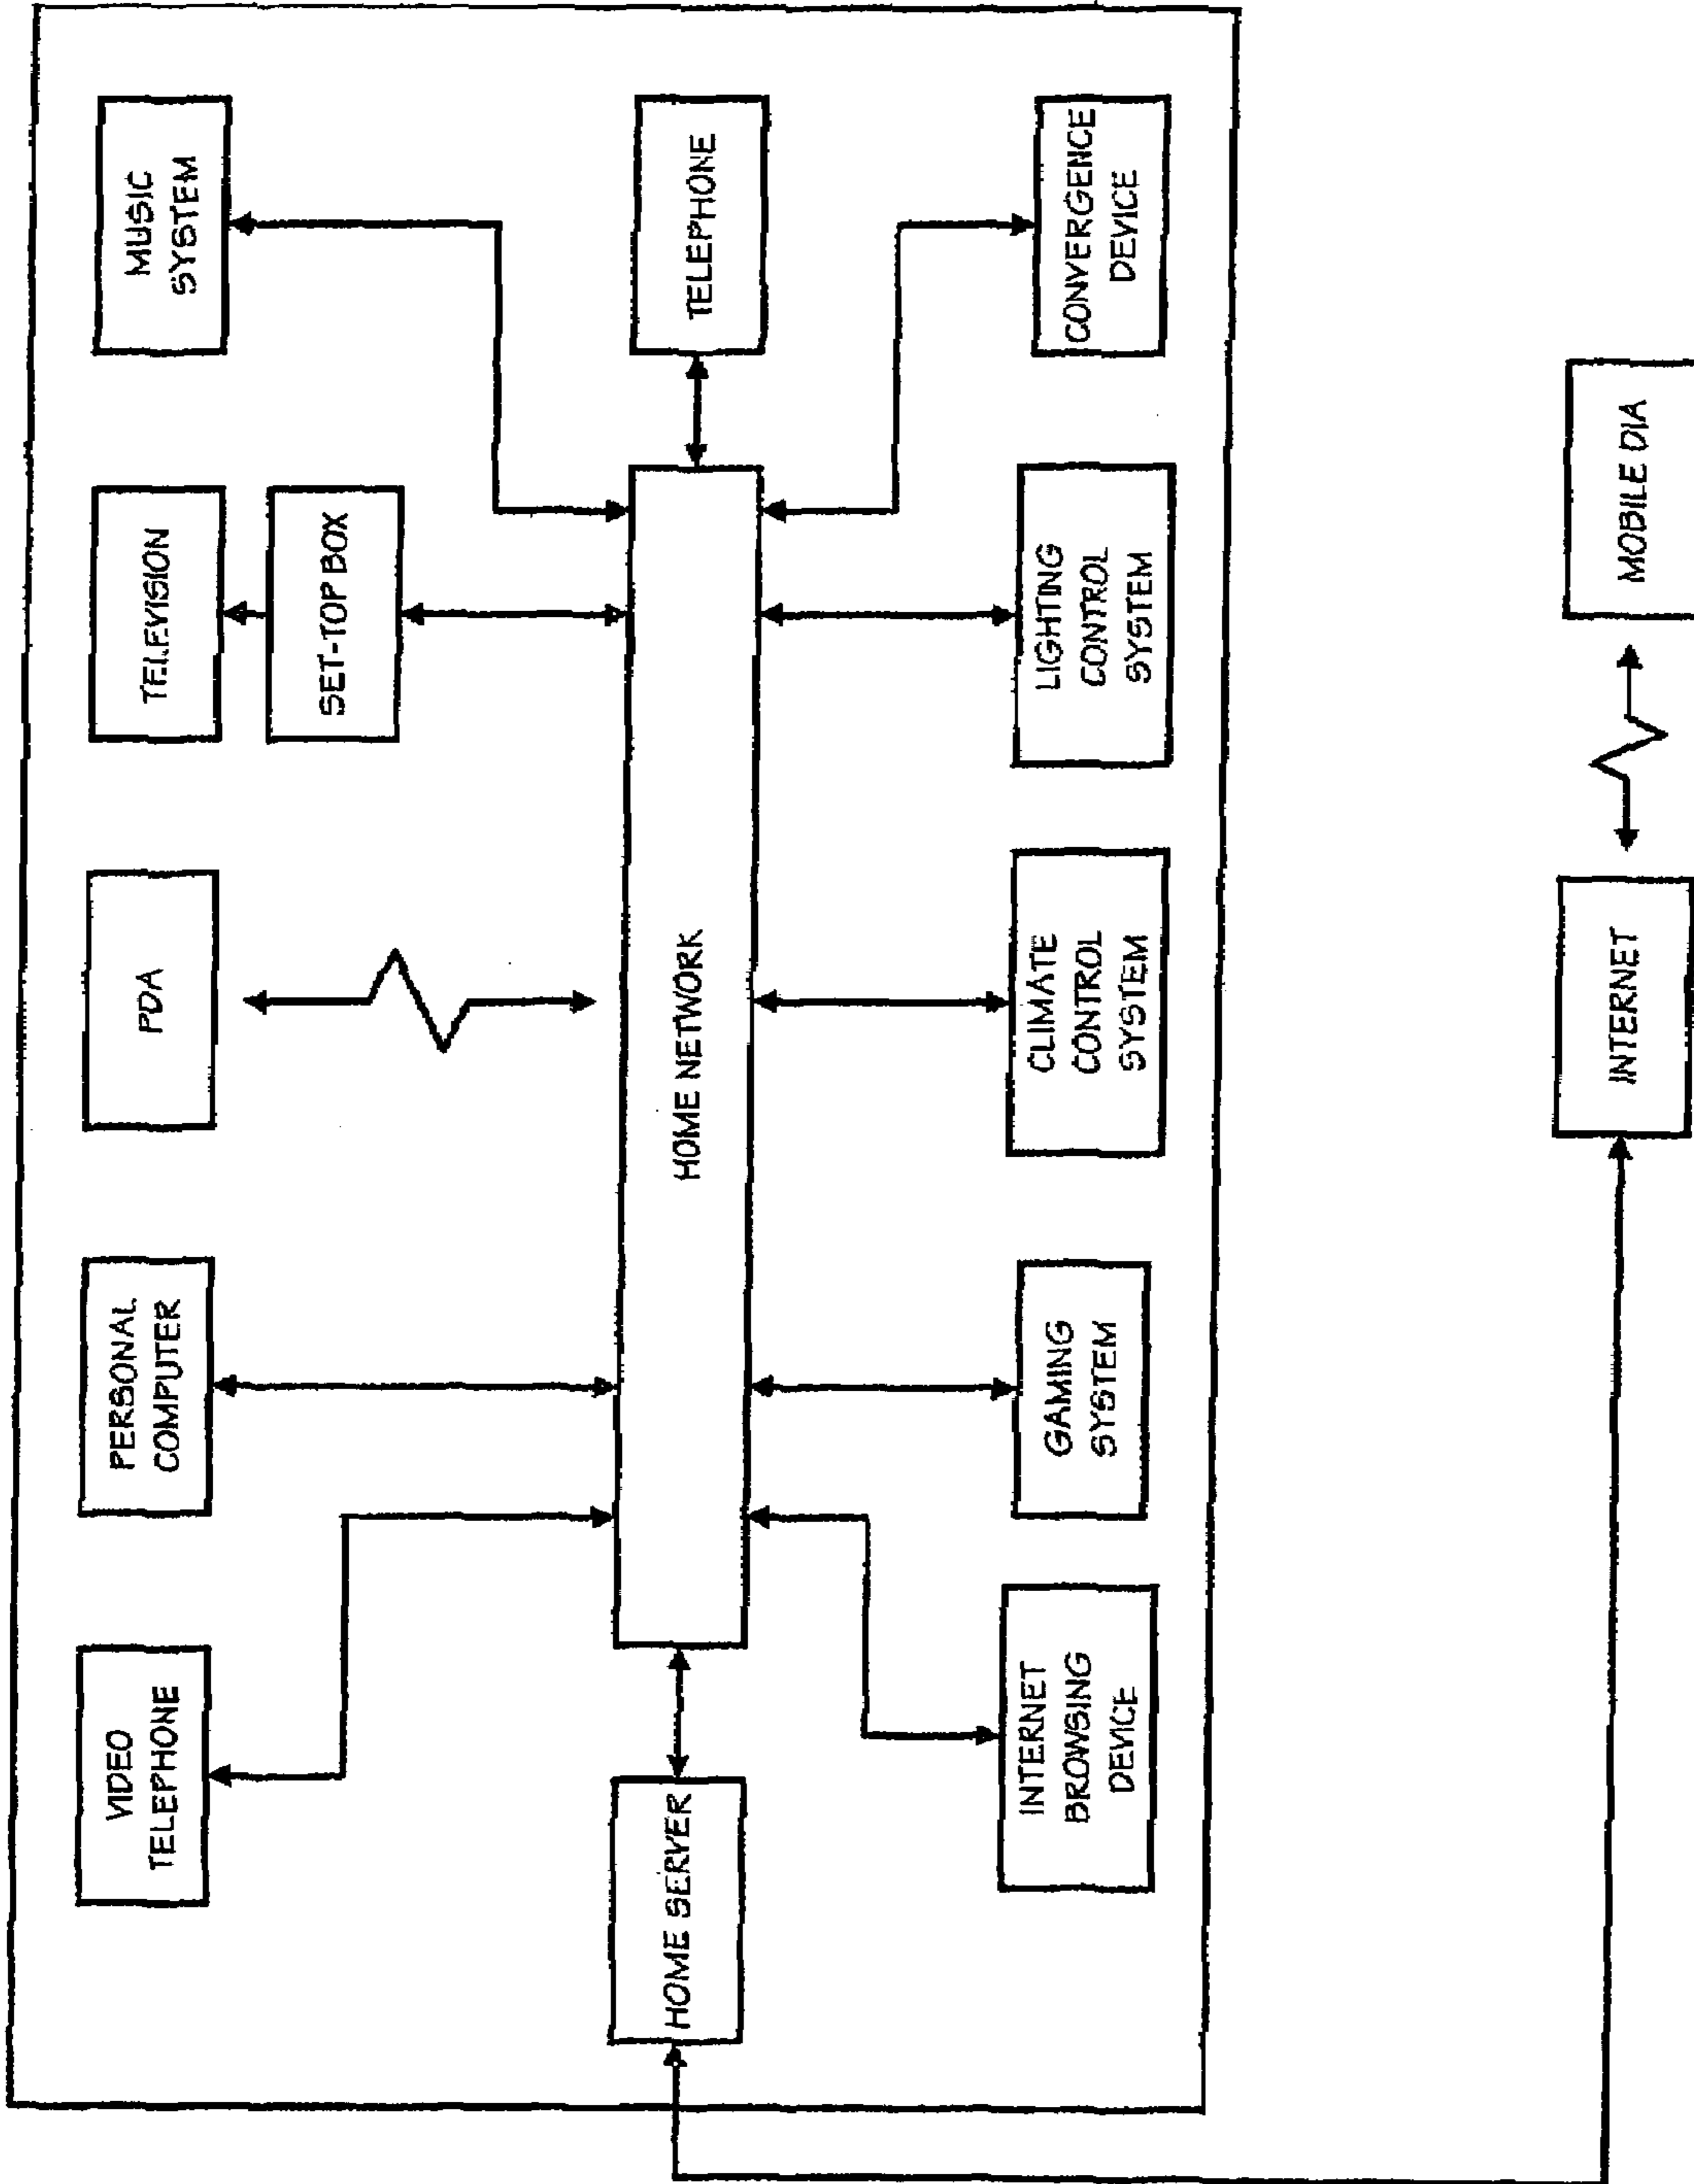 VIDEO
TELEPHONE
PERSONAL
COMPUTER
PDA
TELEVISION
SET-TOP BOX
MUSIC
SYSTEM
HOME SERVER
HOME NETWORK
TELEPHONE
INTERNET
BROWSING
DEVICE
GAMING
SYSTEM
CLIMATE
CONTROL
SYSTEM
LIGHTING
CONTROL
SYSTEM
CONVERGENCE
DEVICE
INTERNET
MOBILE DIA